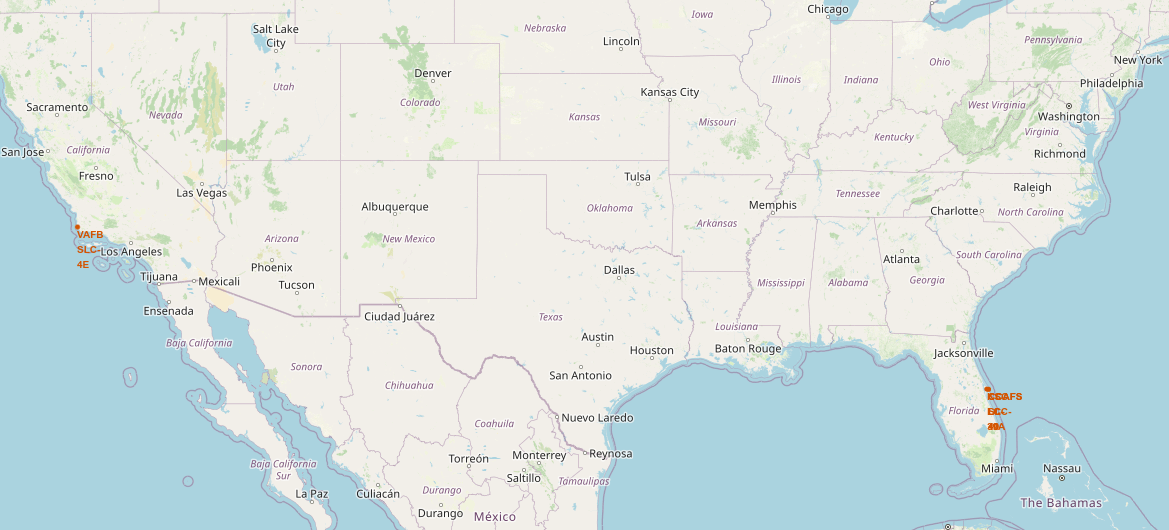 Chicago
Iowa
Salt Lake
City
Nebraska
Lincoln
Pennsylvania
New York
Ohio
Denver
Illinois
Indiana
Philadelphia
Utah
Kansas City
Colorado
Sacramento
Nevada
West Virginia
Washington
Kansas
Missouri
Virginia
Kentucky
San Jose
California
Richmond
Fresno
Tulsa
Las Vegas
Raleigh
Tennessee
Albuquerque
Memphis
Oklahoma
Charlotte
North Carolina
Arkansas
VAFB
SLC-
4E
Los Angeles
Arizona
New Mexico
South Carolina
Atlanta
Phoenix
Dallas
Tijuana
Mexicali
Tucson
Mississippi
Alabama
Georgia
Ensenada
Ciudad Juárez
Texas
Louisiana
Austin
Baton Rouge
Houston
Jacksonville
Baja California
Sonora
San Antonio
Chihuahua
Florida
Coahuila
Nuevo Laredo
Torreón
Monterrey
Reynosa
Baja California
Sur
Saltillo
Tamaulipas
Miami
Nassau
La Paz
Culiacán
Durango
Durango
México
The Bahamas